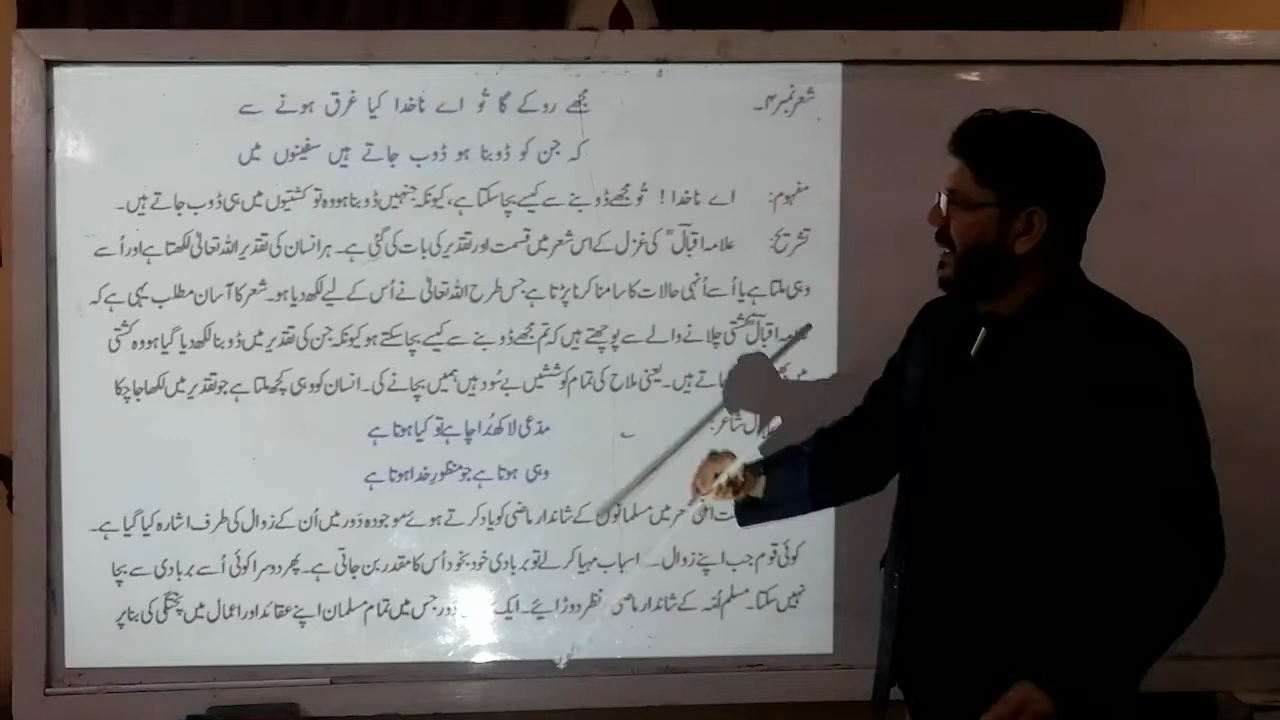 شعر نمبر ۴۔ مجھے روکے گا تُو اے ناخدا کیا غرق ہونے سے
کہ جن کو ڈوبنا ہو ڈوب جاتے ہیں سفینوں میں
مفہوم: اے ناخدا! تُو مجھے ڈوبنے سے کیسے بچا سکتا ہے، کیونکہ جنہیں ڈوبنا ہو وہ تو کشتیوں میں ہی ڈوب جاتے ہیں۔
تشریح: علامہ اقبالؒ کی غزل کے اس شعر میں قسمت اور تقدیر کی بات کی گئی ہے۔ ہر انسان کی تقدیر اللہ تعالیٰ لکھتا ہے اور اُسے
وہی ملتا ہے یا اُسے اُنہی حالات کا سامنا کرنا پڑتا ہے جس طرح اللہ تعالیٰ نے اُس کے لیے لکھ دیا ہو۔ شعر کا آسان مطلب یہی ہے کہ
علامہ اقبالؒ کشتی چلانے والے سے پوچھتے ہیں کہ تم مجھے ڈوبنے سے کیسے بچا سکتے ہو کیونکہ جن کی تقدیر میں ڈوبنا لکھ دیا گیا ہو وہ کشتی
میں جاتے ہیں۔ یعنی ملاح کی تمام کوششیں بے سُود ہیں ہمیں بچانے کی۔ انسان کو وہی کچھ ملتا ہے جو تقدیر میں لکھا جا چکا
شاعر: مدعی لاکھ بُرا چاہے تو کیا ہوتا ہے
وہی ہوتا ہے جو منظورِ خدا ہوتا ہے
میں مسلمانوں کے شاندار ماضی کو یاد کرتے ہوئے موجودہ دَور میں اُن کے زوال کی طرف اشارہ کیا گیا ہے۔
کوئی قوم جب اپنے زوال اسباب مہیا کر لے تو بربادی خود بخود اُس کا مقدر بن جاتی ہے۔ پھر دوسرا کوئی اُسے بربادی سے بچا
نہیں سکتا۔ مسلم اُمّہ کے شاندار ماضی نظر دوڑائیے۔ ایک دور جس میں تمام مسلمان اپنے عقائد اور اعمال میں پختگی کی بنا پر